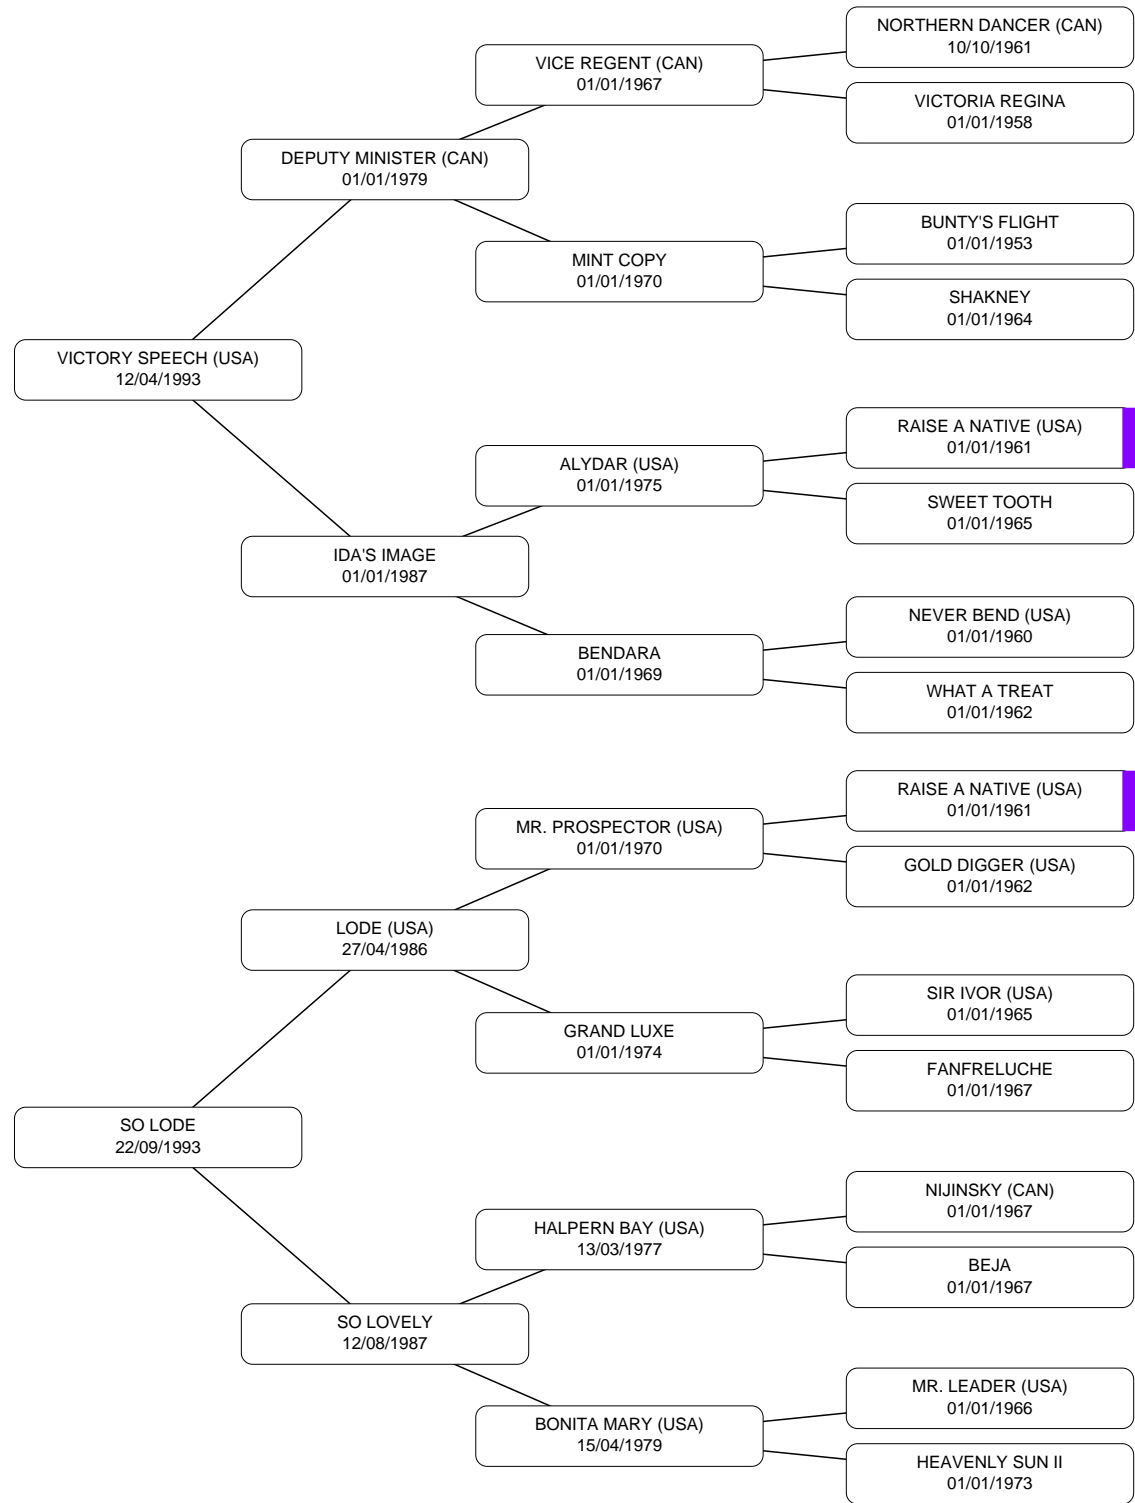 NORTHERN DANCER (CAN)
10/10/1961
VICE REGENT (CAN)
01/01/1967
VICTORIA REGINA
01/01/1958
DEPUTY MINISTER (CAN)
01/01/1979
BUNTY'S FLIGHT
01/01/1953
MINT COPY
01/01/1970
SHAKNEY
01/01/1964
VICTORY SPEECH (USA)
12/04/1993
RAISE A NATIVE (USA)
01/01/1961
ALYDAR (USA)
01/01/1975
SWEET TOOTH
01/01/1965
IDA'S IMAGE
01/01/1987
NEVER BEND (USA)
01/01/1960
BENDARA
01/01/1969
WHAT A TREAT
01/01/1962
RAISE A NATIVE (USA)
01/01/1961
MR. PROSPECTOR (USA)
01/01/1970
GOLD DIGGER (USA)
01/01/1962
LODE (USA)
27/04/1986
SIR IVOR (USA)
01/01/1965
GRAND LUXE
01/01/1974
FANFRELUCHE
01/01/1967
SO LODE
22/09/1993
NIJINSKY (CAN)
01/01/1967
HALPERN BAY (USA)
13/03/1977
BEJA
01/01/1967
SO LOVELY
12/08/1987
MR. LEADER (USA)
01/01/1966
BONITA MARY (USA)
15/04/1979
HEAVENLY SUN II
01/01/1973